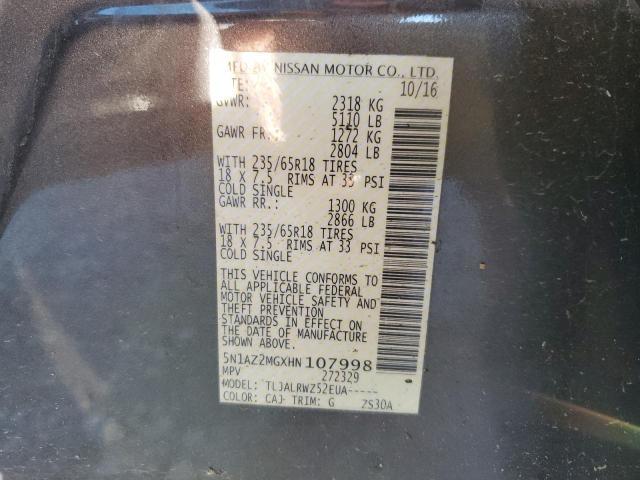 MFD BY NISSAN MOTOR CO., LTD.
DATE: 10/16
GVWR: 2318 KG
5110 LB
GAWR FR.: 1272 KG
2804 LB
WITH 235/65R18 TIRES
18 X 7.5 RIMS AT 33 PSI
COLD SINGLE
GAWR RR.: 1300 KG
2866 LB
WITH 235/65R18 TIRES
18 X 7.5 RIMS AT 33 PSI
COLD SINGLE
THIS VEHICLE CONFORMS TO
ALL APPLICABLE FEDERAL
MOTOR VEHICLE SAFETY AND
THEFT PREVENTION
STANDARDS IN EFFECT ON
THE DATE OF MANUFACTURE
SHOWN ABOVE.
5N1AZ2MGXHN107998
MPV 272329
MODEL: TLJALRWZ52EUA-----
COLOR: CAJ- TRIM: G ZS30A